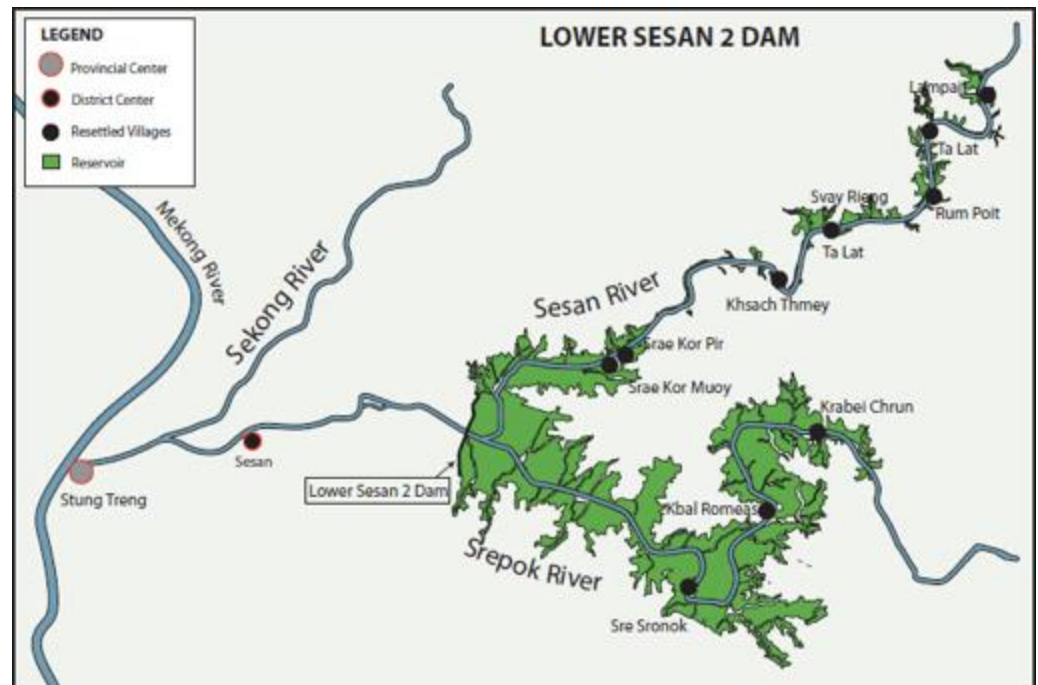 LOWER SESAN 2 DAM
LEGEND
Provincial Center
District Center
Resettled Villages
Reservoir
Mekong River
Sekong River
Sesan River
Lampait
Ta Lat
Rum Poit
Svay Rieng
Ta Lat
Khsach Thmey
Srae Kor Pir
Srae Kor Muoy
Krabei Chrun
Kbal Romeas
Sesan
Stung Treng
Lower Sesan 2 Dam
Srepok River
Sre Sronok